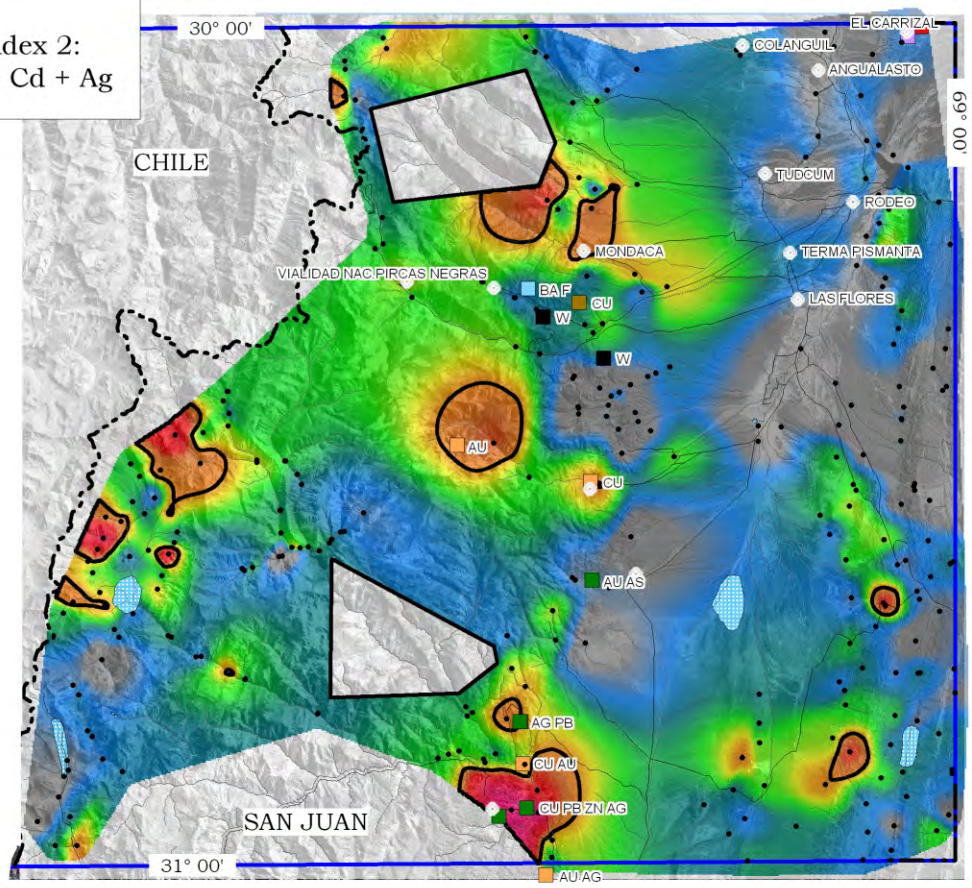 dex 2:
Cd + Ag
30° 00'
EL CARRIZAL
COLANGUIL
ANGUALASTO
69° 00'
CHILE
TUDCUM
RODEO
MONDACA
TERMA PISMANTA
VIALIDAD NAC PIRCAS NEGRAS
BA F
CU
LAS FLORES
W
W
AU
CU
AU AS
AG PB
CU AU
CU PB ZN AG
SAN JUAN
31° 00'
AU AG